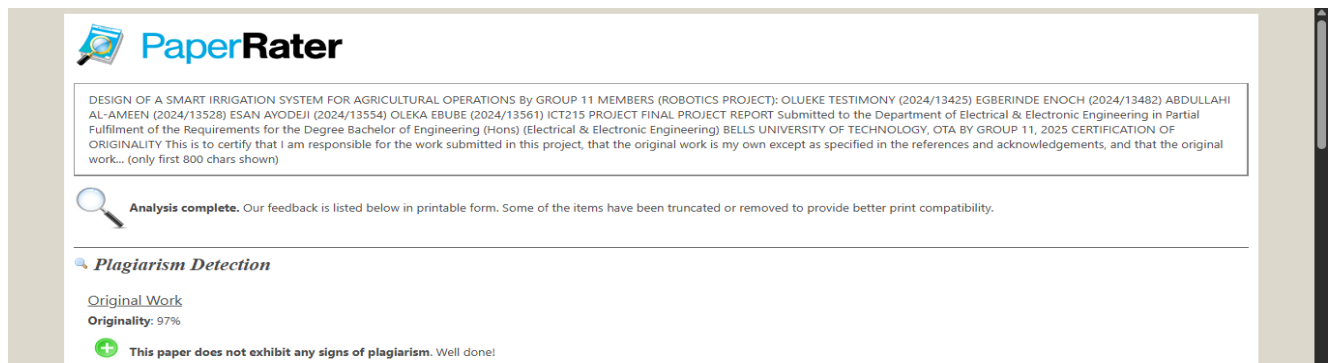 PaperRater
DESIGN OF A SMART IRRIGATION SYSTEM FOR AGRICULTURAL OPERATIONS By GROUP 11 MEMBERS (ROBOTICS PROJECT): OLUEKE TESTIMONY (2024/13425) EGBERINDE ENOCH (2024/13482) ABDULLAHI
AL-AMEEN (2024/13528) ESAN AYODEJI (2024/13554) OLEKA EBUBE (2024/13561) ICT215 PROJECT FINAL PROJECT REPORT Submitted to the Department of Electrical & Electronic Engineering in Partial
Fulfilment of the Requirements for the Degree Bachelor of Engineering (Hons) (Electrical & Electronic Engineering) BELLS UNIVERSITY OF TECHNOLOGY, OTA BY GROUP 11, 2025 CERTIFICATION OF
ORIGINALITY This is to certify that I am responsible for the work submitted in this project, that the original work is my own except as specified in the references and acknowledgements, and that the original
work... (only first 800 chars shown)
Analysis complete. Our feedback is listed below in printable form. Some of the items have been truncated or removed to provide better print compatibility.
Plagiarism Detection
Original Work
Originality: 97%
This paper does not exhibit any signs of plagiarism. Well done!